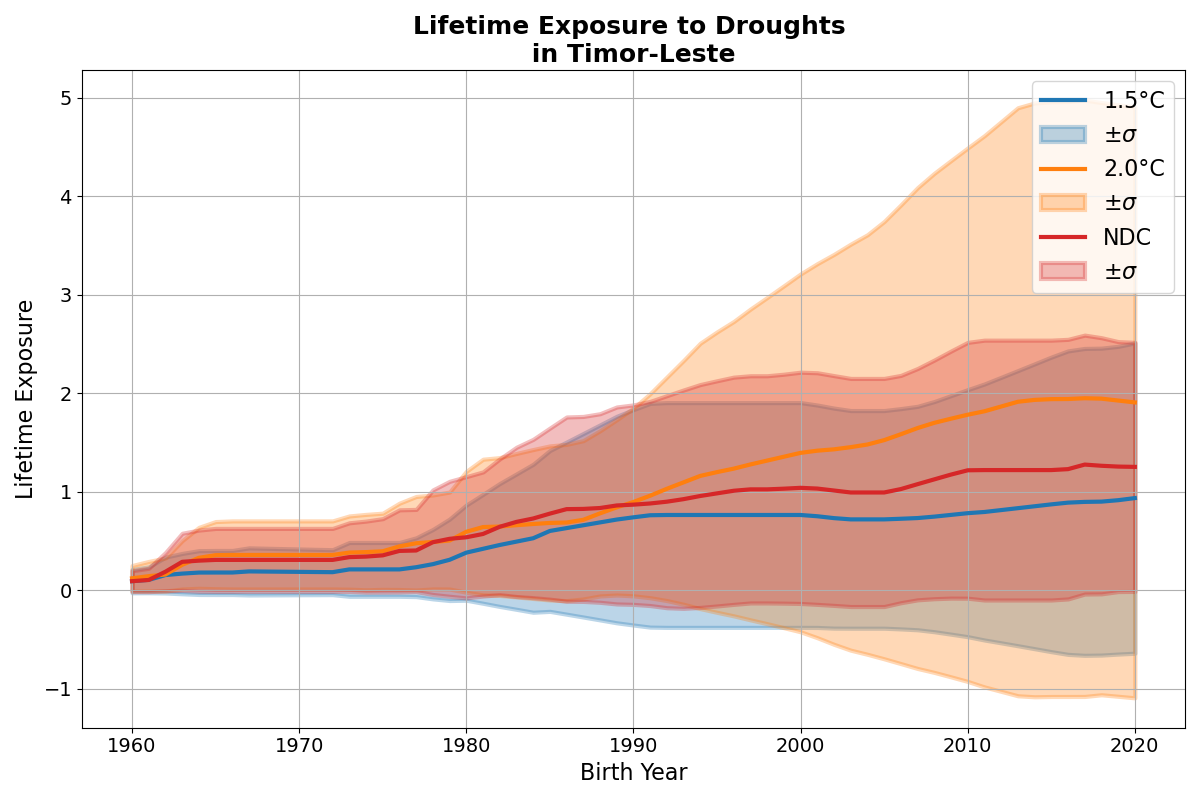 Lifetime Exposure to Droughts
in Timor-Leste
1.5°C
±σ
2.0°C
±σ
NDC
±σ
Lifetime Exposure
5
4
3
2
1
0
−1
1960 1970 1980 1990 2000 2010 2020
Birth Year